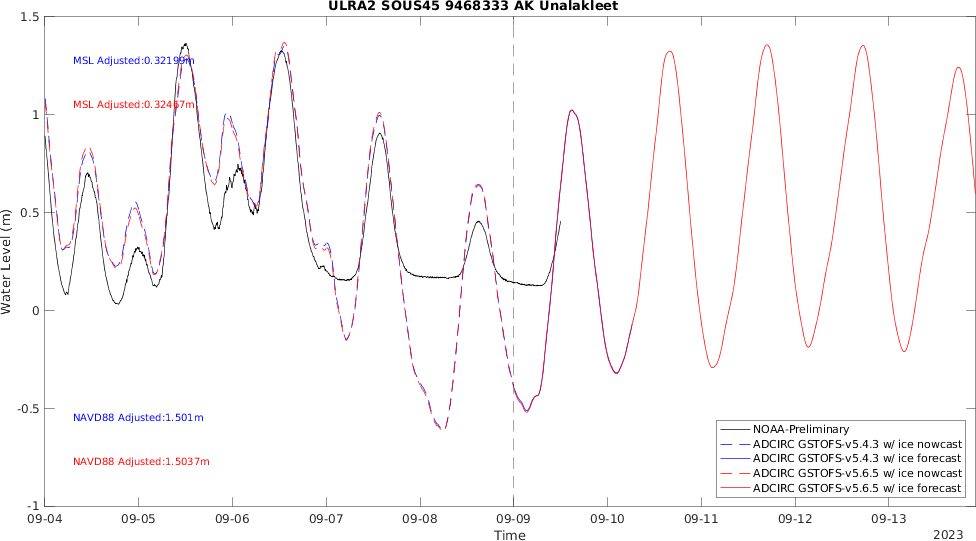 ULRA2 SOUS45 9468333 AK Unalakleet
1.5
MSL Adjusted:0.32199m
MSL Adjusted:0.32467m
1
0.5
Water Level (m)
0
-0.5
NAVD88 Adjusted:1.501m
NAVD88 Adjusted:1.5037m
NOAA-Preliminary
ADCIRC GSTOFS-v5.4.3 w/ ice nowcast
ADCIRC GSTOFS-v5.4.3 w/ ice forecast
ADCIRC GSTOFS-v5.6.5 w/ ice nowcast
ADCIRC GSTOFS-v5.6.5 w/ ice forecast
-1
09-04 09-05 09-06 09-07 09-08 09-09 09-10 09-11 09-12 09-13
Time
2023